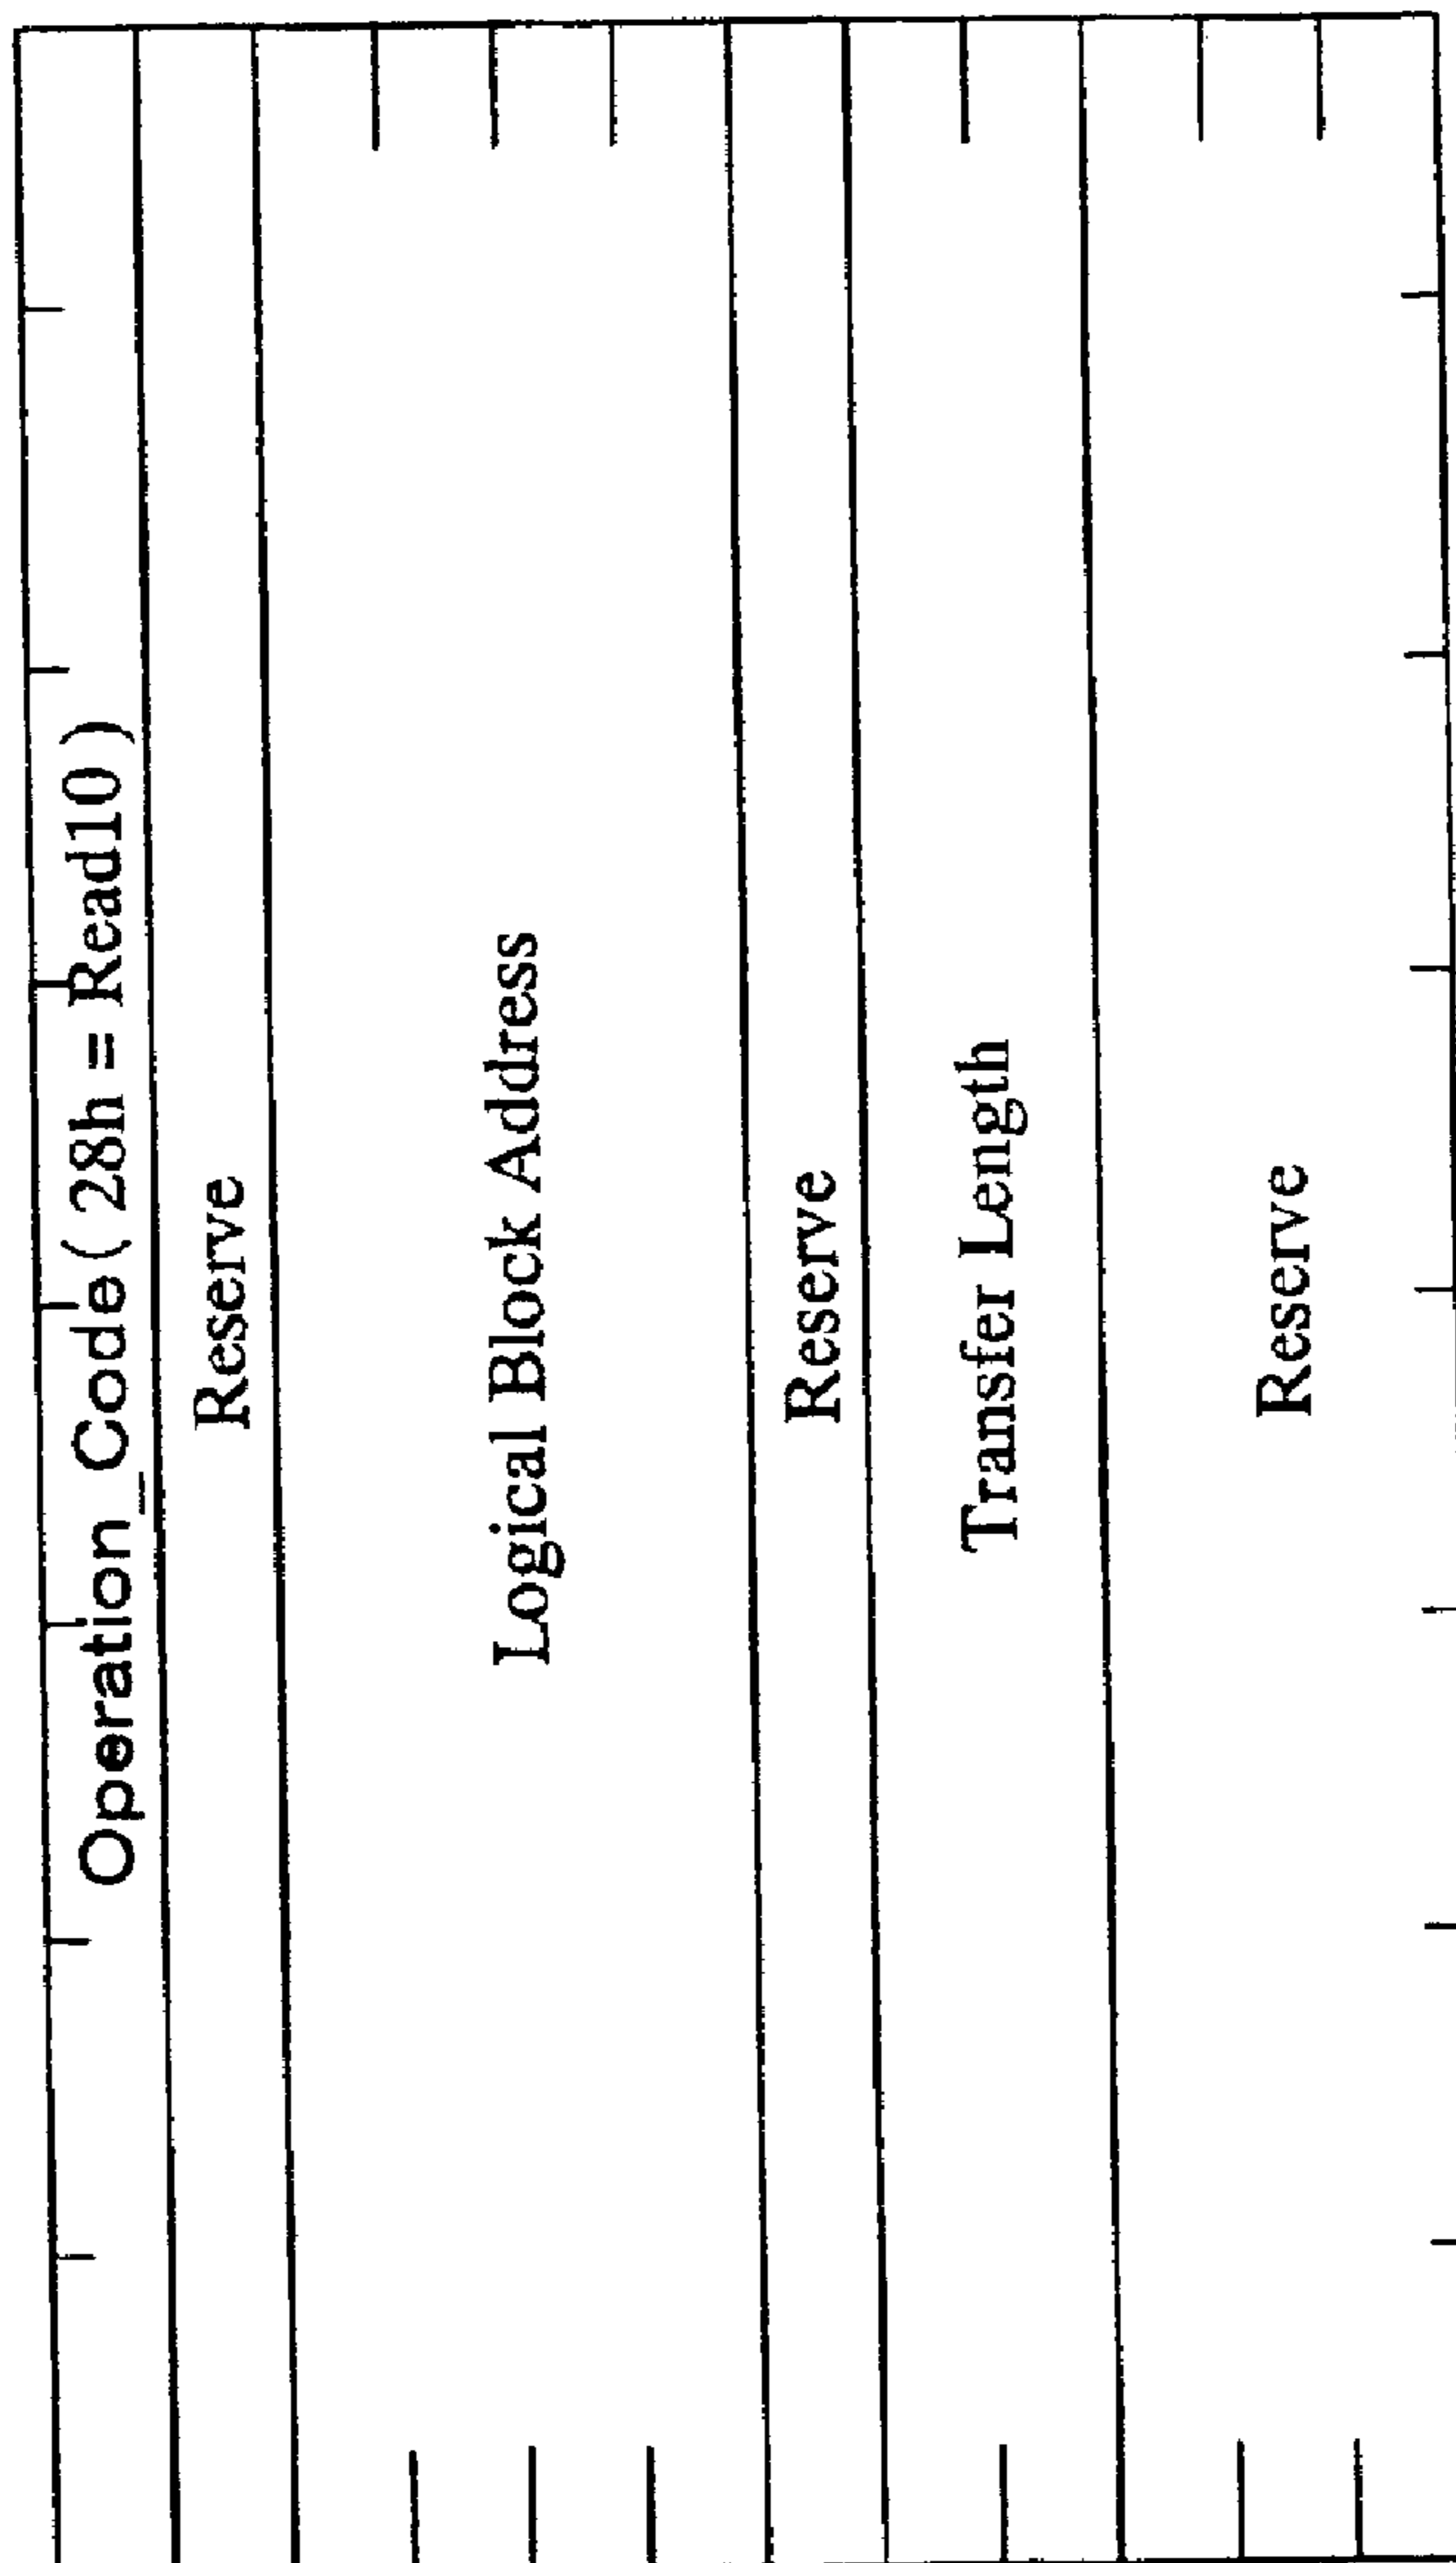 Operation_Code ( 28h = Read10 )
Reserve
Logical Block Address
Reserve
Transfer Length
Reserve